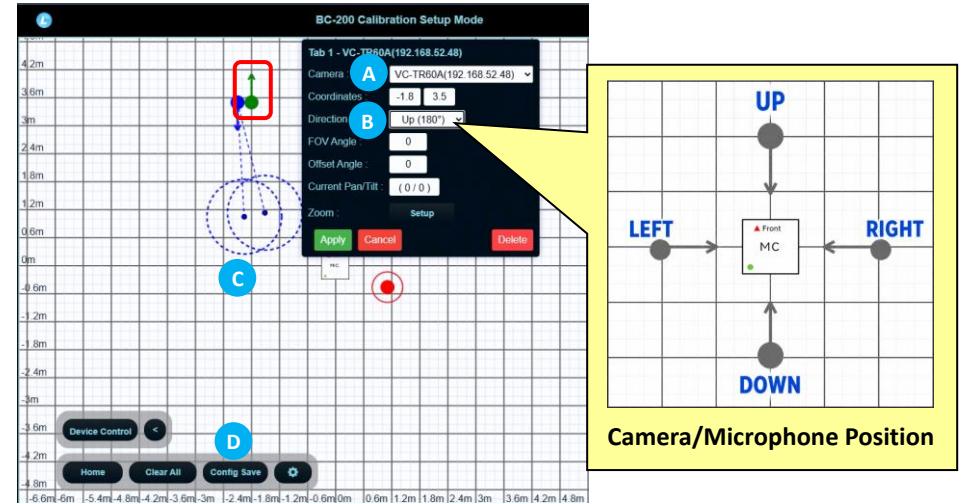 BC-200 Calibration Setup Mode
Tab 1 - VC-TR60A(192.168.52.48)
Camera : A VC-TR60A(192.168.52.48)
Coordinates : -1.8 3.5
Direction B Up (180°)
FOV Angle : 0
Offset Angle : 0
Current Pan/Tilt : ( 0 / 0 )
Zoom : Setup
Apply Cancel Delete
4.2m
3.6m
3m
2.4m
1.8m
1.2m
0.6m
0m
-0.6m
-1.2m
-1.8m
-2.4m
-3m
-3.6m
-4.2m
-4.8m
MC
C
D
Device Control <
Home Clear All Config Save
-6.6m -6m -5.4m -4.8m -4.2m -3.6m -3m -2.4m -1.8m -1.2m -0.6m 0m 0.6m 1.2m 1.8m 2.4m 3m 3.6m 4.2m 4.8m
UP
LEFT
Front
MC
RIGHT
DOWN
Camera/Microphone Position